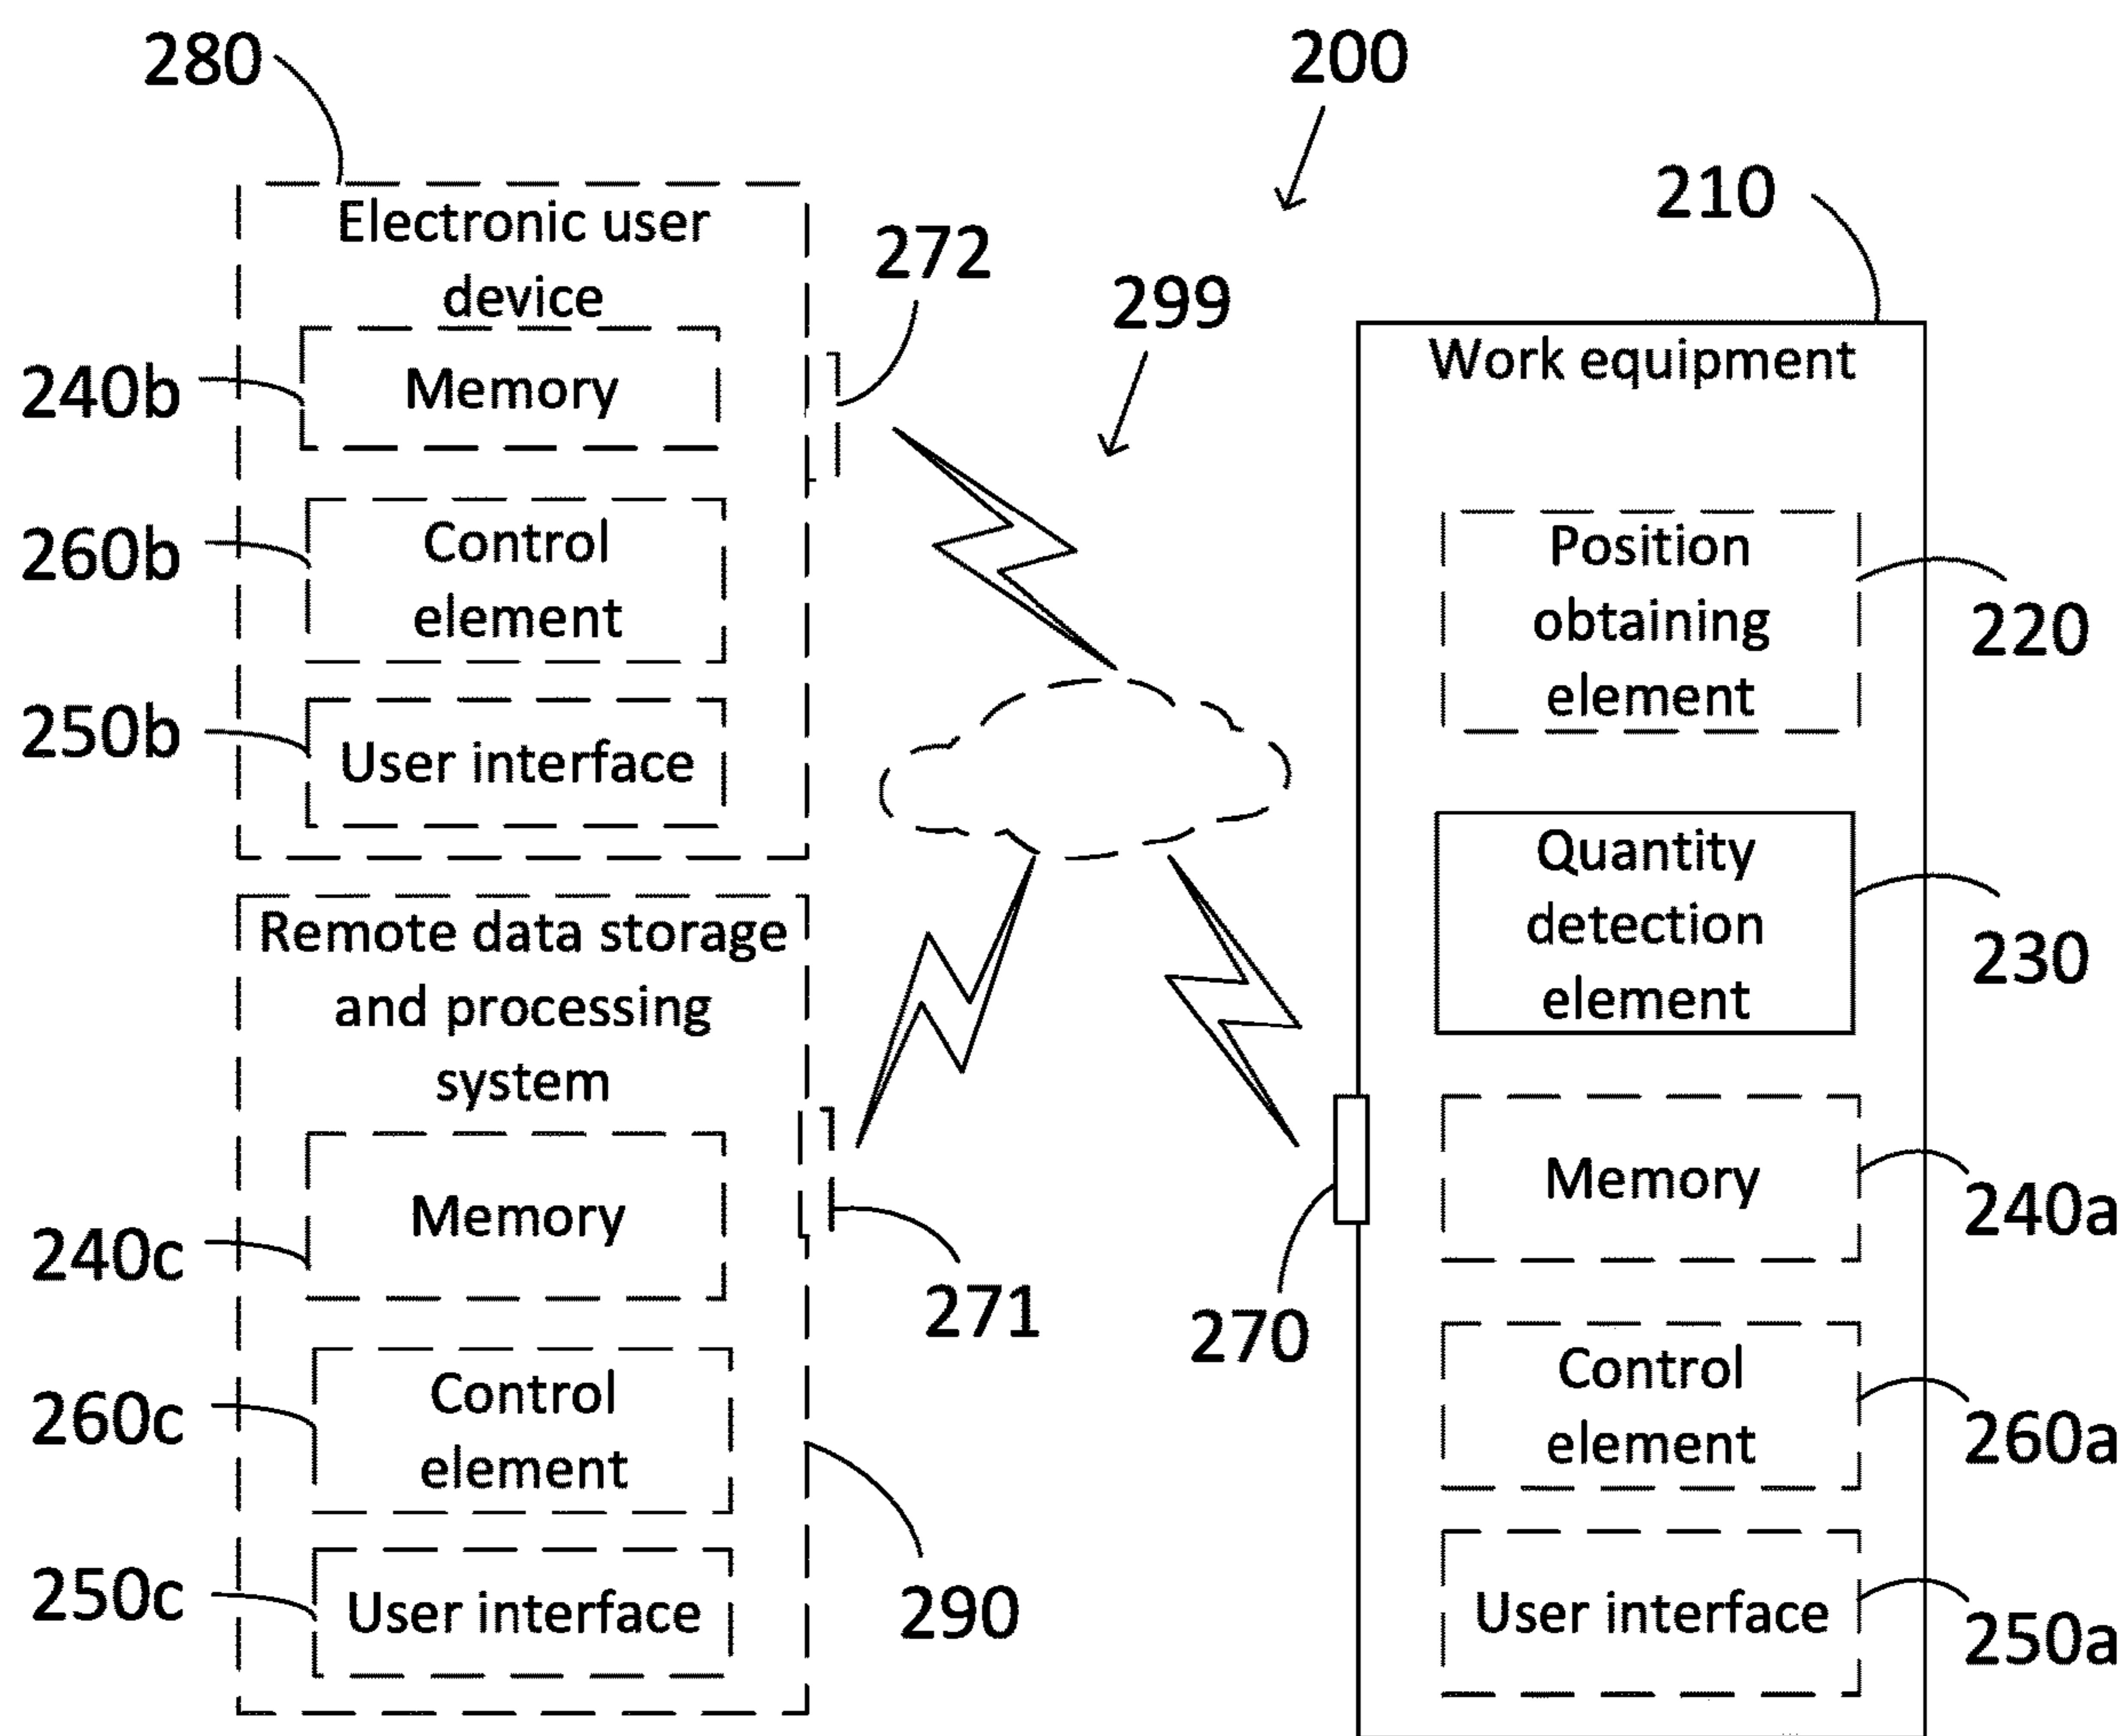 280
200
210
Electronic user
device
272
299
240b
Memory
Work equipment
260b
Control
element
Position
obtaining
element
220
250b
User interface
Quantity
detection
element
230
Remote data storage
and processing
system
240c
Memory
271
270
Memory
240a
260c
Control
element
Control
element
260a
250c
User interface
290
User interface
250a